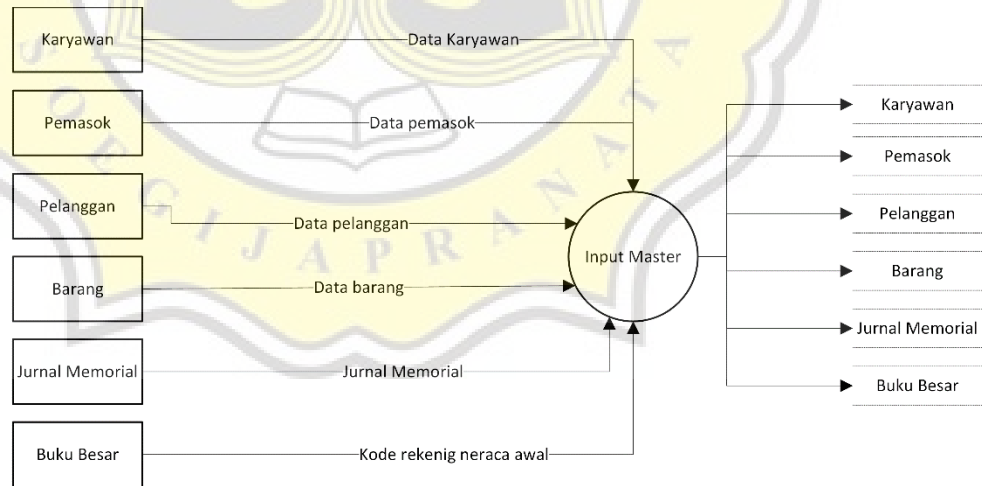 Karyawan
Data Karyawan
Karyawan
Pemasok
Data pemasok
Pemasok
Pelanggan
Data pelanggan
Pelanggan
Input Master
Barang
Data barang
Barang
Jurnal Memorial
Jurnal Memorial
Jurnal Memorial
Buku Besar
Kode rekenig neraca awal
Buku Besar
SOEGIJAPRANATA